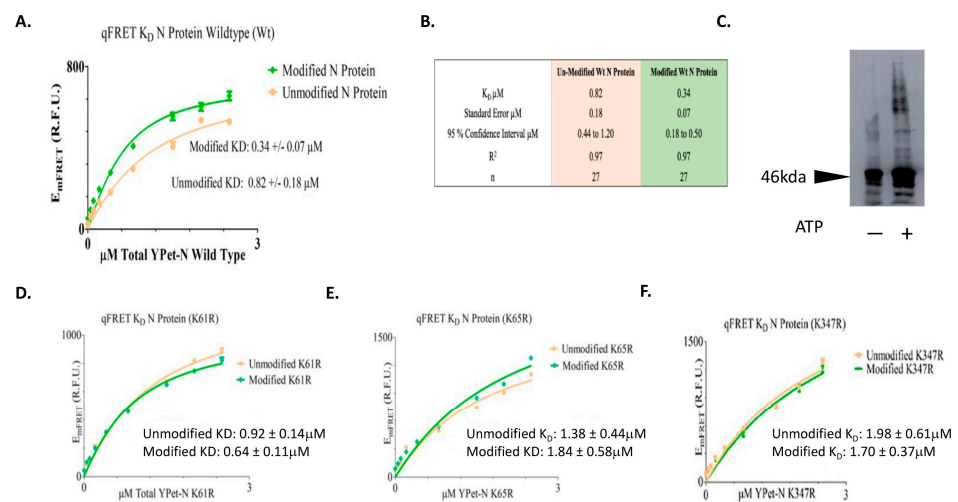 A.
qFRET KD N Protein Wildtype (Wt)
800
Modified N Protein
Unmodified N Protein
EmFRET (R.F.U.)
Modified KD: 0.34 +/- 0.07 µM
Unmodified KD: 0.82 +/- 0.18 µM
0
0
3
µM Total YPet-N Wild Type
B.
Un-Modified Wt N Protein Modified Wt N Protein
KD µM 0.82 0.34
Standard Error µM 0.18 0.07
95 % Confidence Interval µM 0.44 to 1.20 0.18 to 0.50
R2 0.97 0.97
n 27 27
C.
46kda
ATP
— +
D.
qFRET KD N Protein (K61R)
1000
Unmodified K61R
Modified K61R
EmFRET (R.F.U.)
Unmodified KD: 0.92 ± 0.14µM
Modified KD: 0.64 ± 0.11µM
0
0
3
µM Total YPet-N K61R
E.
qFRET KD N Protein (K65R)
1500
Unmodified K65R
Modified K65R
EmFRET (R.F.U.)
Unmodified KD: 1.38 ± 0.44µM
Modified KD: 1.84 ± 0.58µM
0
0
3
µM YPet-N K65R
F.
qFRET KD N Protein (K347R)
1500
Unmodified K347R
Modified K347R
EmFRET (R.F.U.)
Unmodified KD: 1.98 ± 0.61µM
Modified KD: 1.70 ± 0.37µM
0
0
3
µM YPet-N K347R